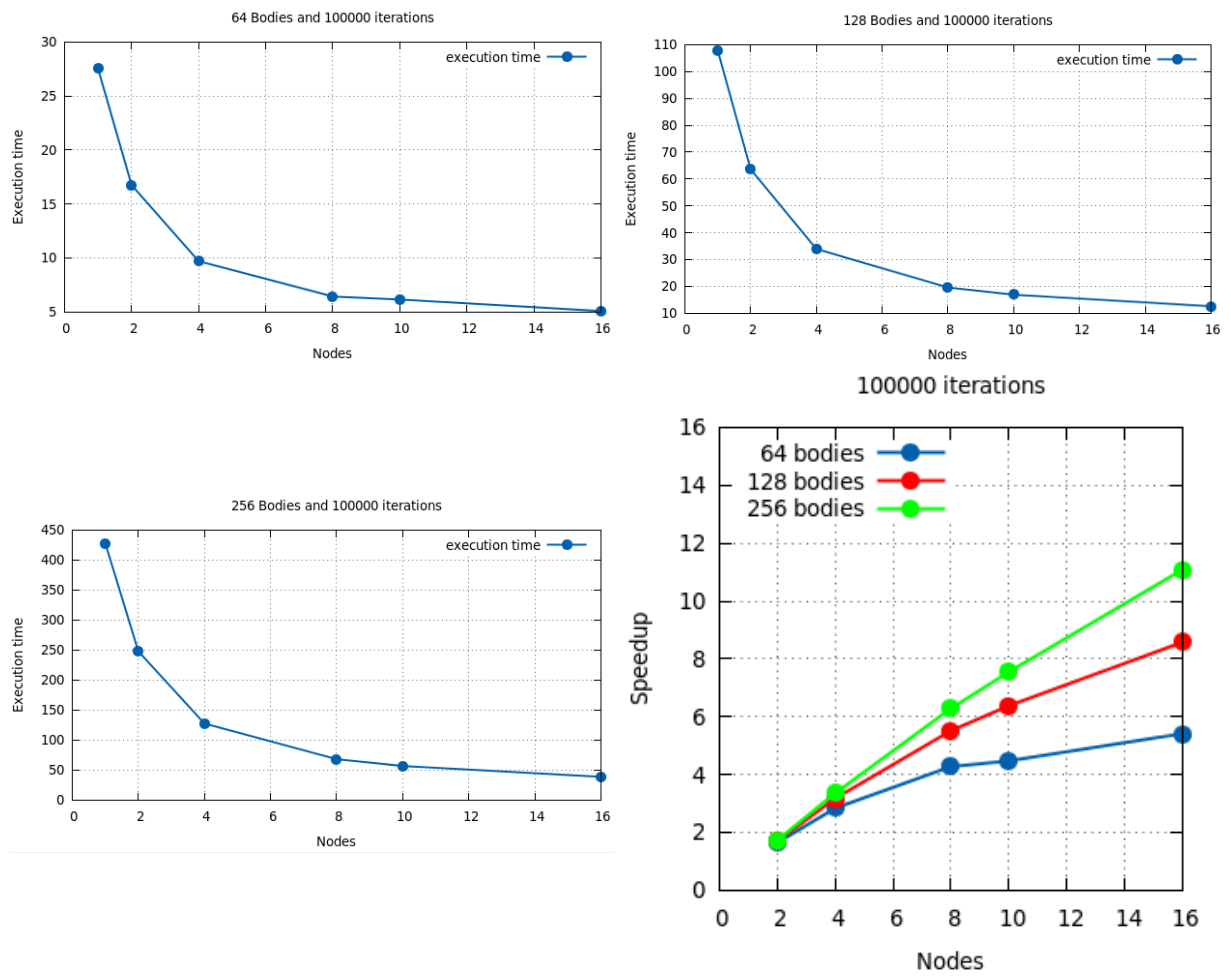 64 Bodies and 100000 iterations
30
25
20
15
10
5
execution time
Execution time
0 2 4 6 8 10 12 14 16
Nodes
128 Bodies and 100000 iterations
110
100
90
80
70
60
50
40
30
20
10
execution time
Execution time
0 2 4 6 8 10 12 14 16
Nodes
256 Bodies and 100000 iterations
450
400
350
300
250
200
150
100
50
0
execution time
Execution time
0 2 4 6 8 10 12 14 16
Nodes
100000 iterations
16
14
12
10
8
6
4
2
0
64 bodies
128 bodies
256 bodies
Speedup
0 2 4 6 8 10 12 14 16
Nodes